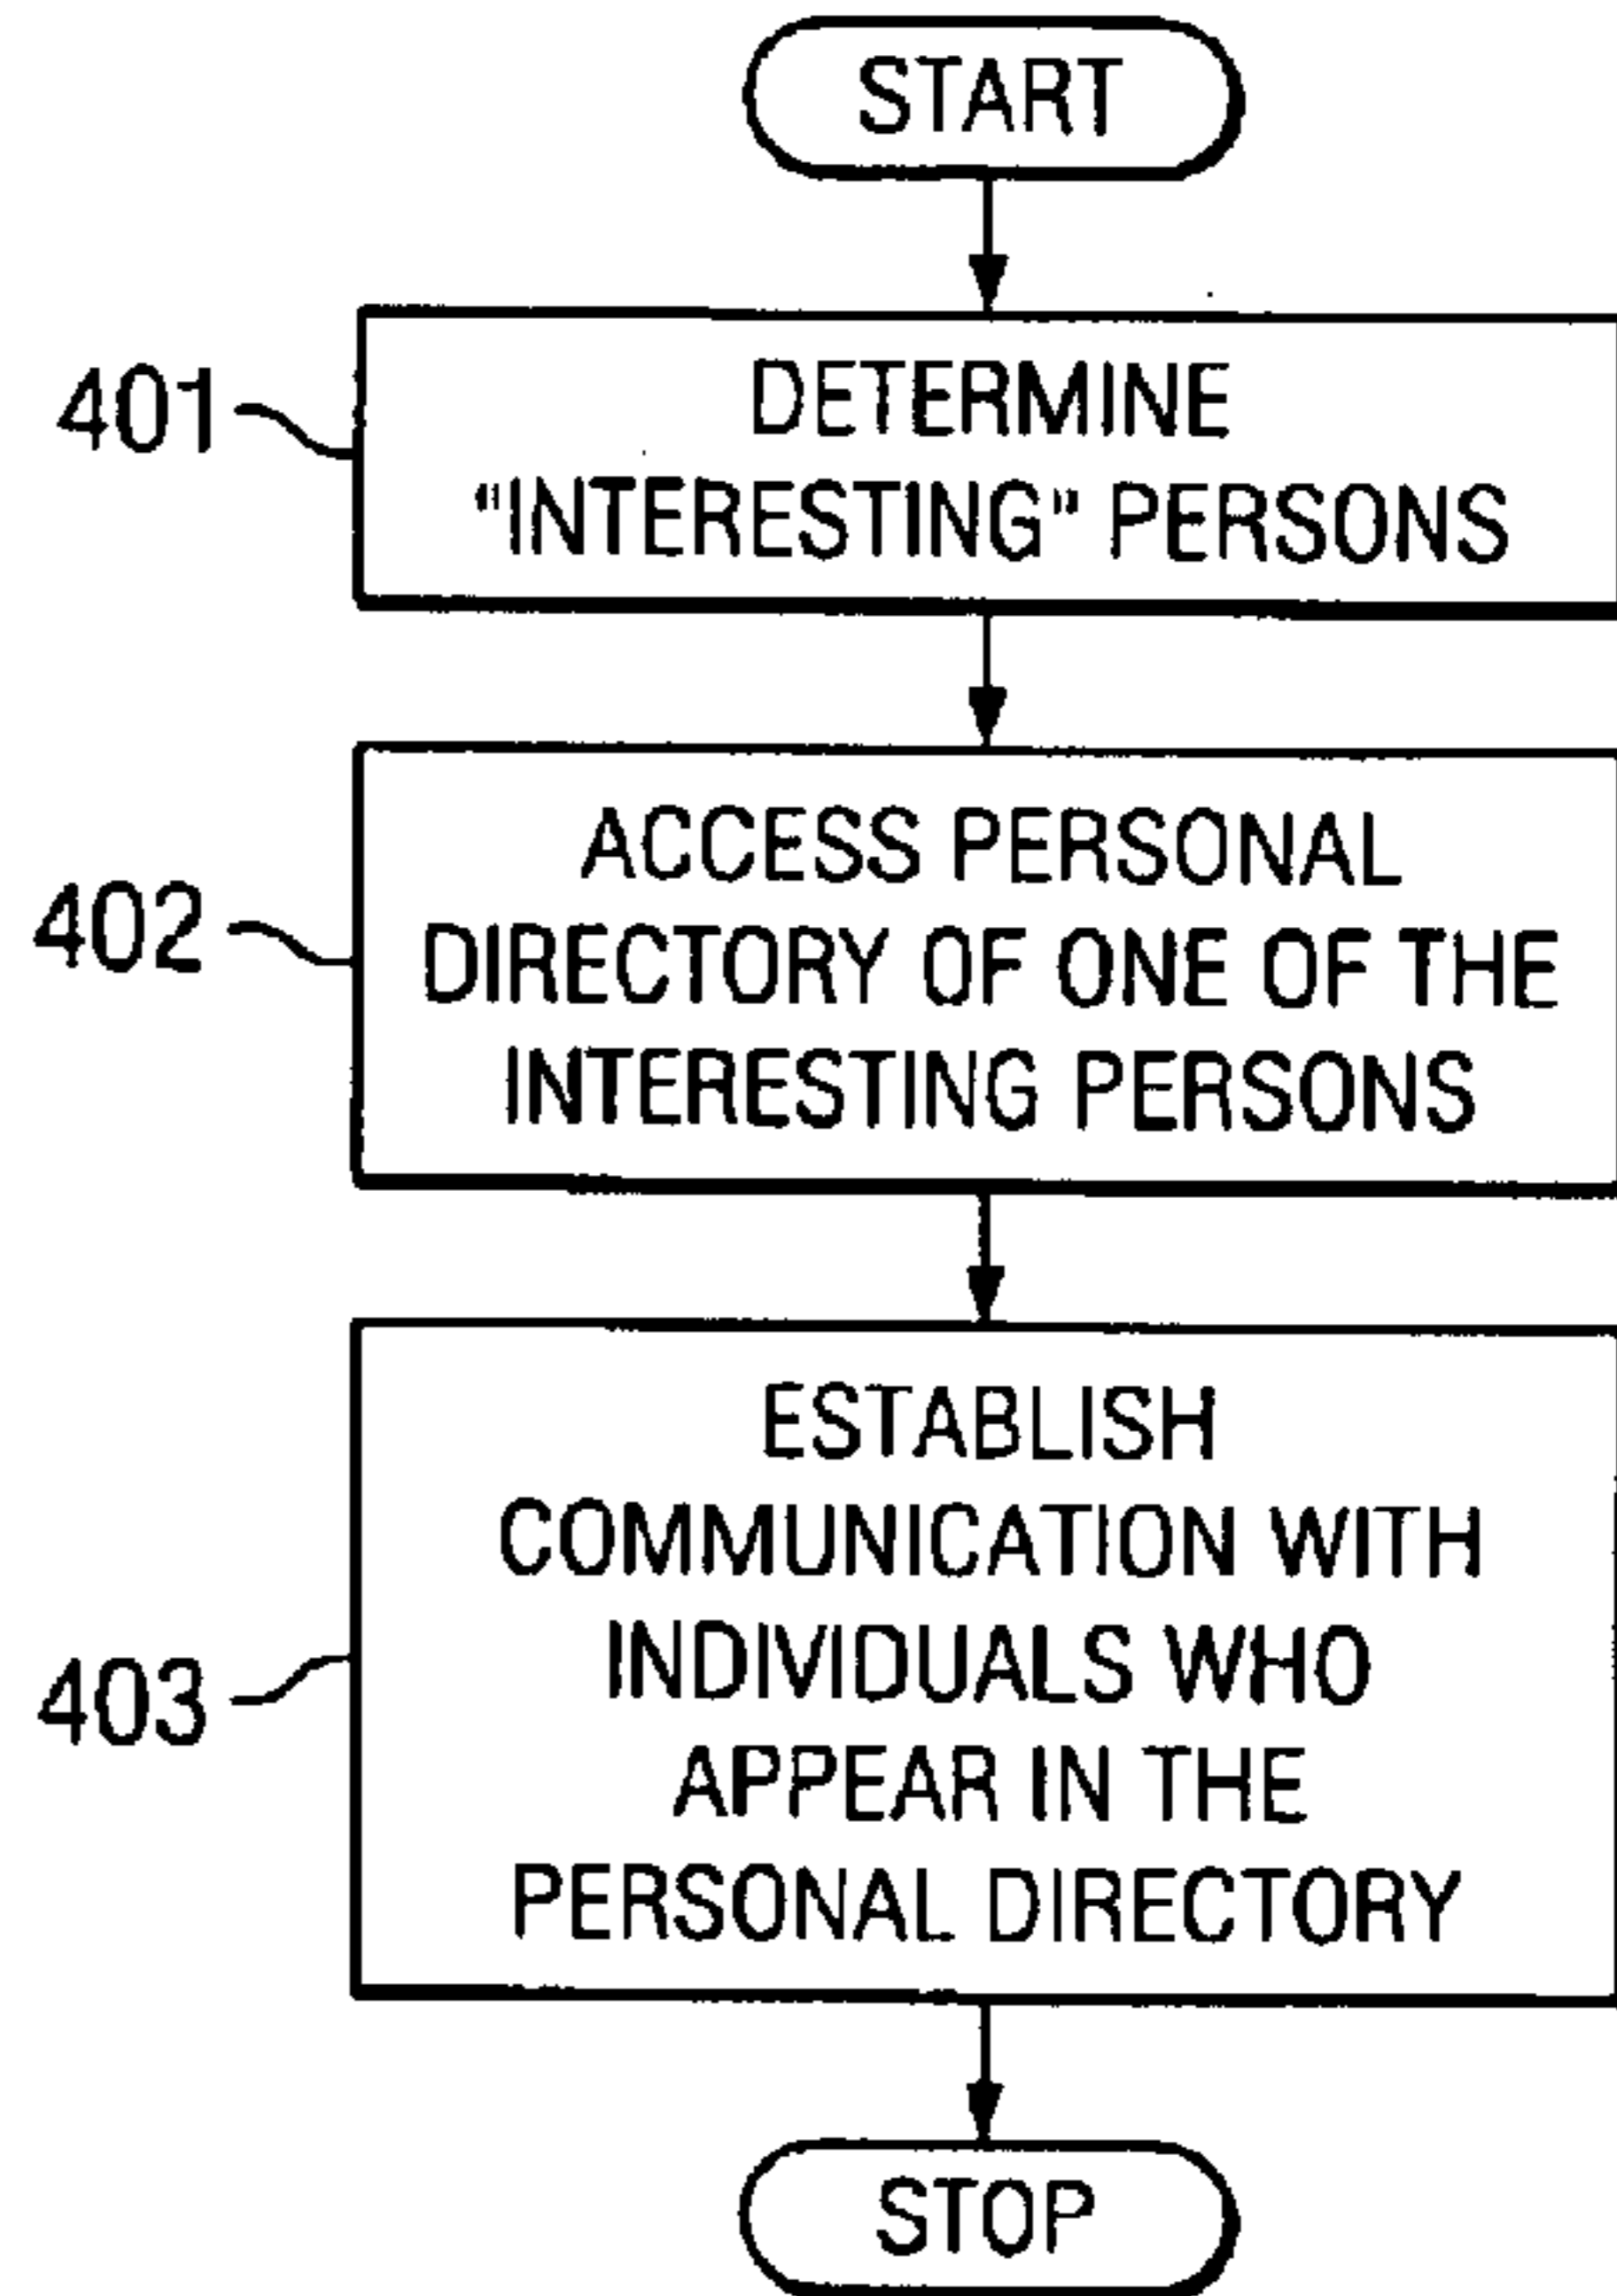 START
401
DETERMINE
"INTERESTING" PERSONS
402
ACCESS PERSONAL
DIRECTORY OF ONE OF THE
INTERESTING PERSONS
403
ESTABLISH
COMMUNICATION WITH
INDIVIDUALS WHO
APPEAR IN THE
PERSONAL DIRECTORY
STOP